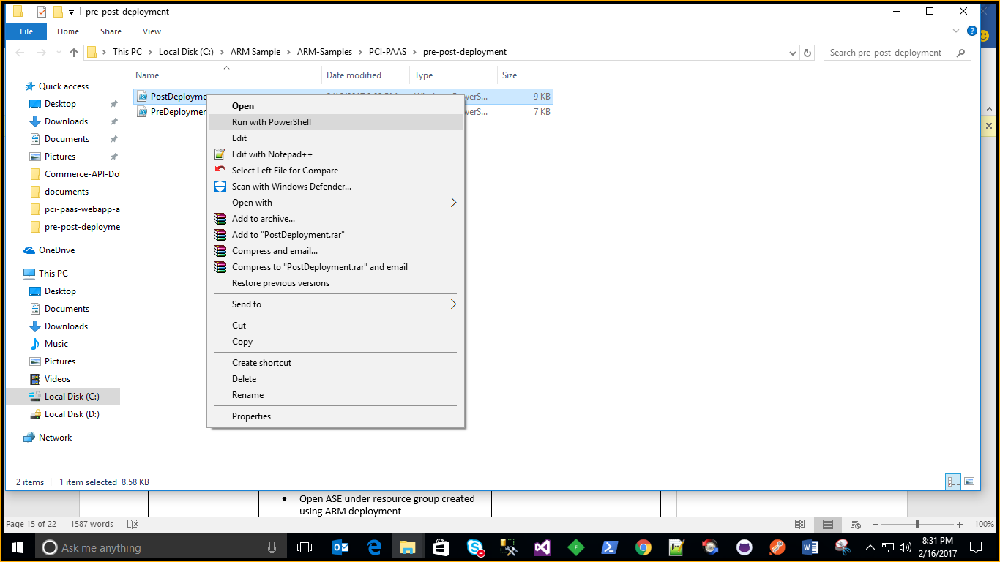 pre-post-deployment
File Home Share View
This PC Local Disk (C:) ARM Sample ARM-Samples PCI-PAAS pre-post-deployment
Search pre-post-deployment
Name Date modified Type Size
Quick access
Desktop
Downloads
Documents
Pictures
Commerce-API-Do
documents
pci-paas-webapp-a
pre-post-deployme
OneDrive
This PC
Desktop
Documents
Downloads
Music
Pictures
Videos
Local Disk (C:)
Local Disk (D:)
Network
PostDeployment 9 KB
PreDeploymen 7 KB
Open
Run with PowerShell
Edit
Edit with Notepad++
Select Left File for Compare
Scan with Windows Defender...
Open with
Add to archive...
Add to "PostDeployment.rar"
Compress and email...
Compress to "PostDeployment.rar" and email
Restore previous versions
Send to
Cut
Copy
Create shortcut
Delete
Rename
Properties
2 items 1 item selected 8.58 KB
• Open ASE under resource group created
using ARM deployment
Page 15 of 22 1587 words 100%
Ask me anything
8:31 PM
2/16/2017